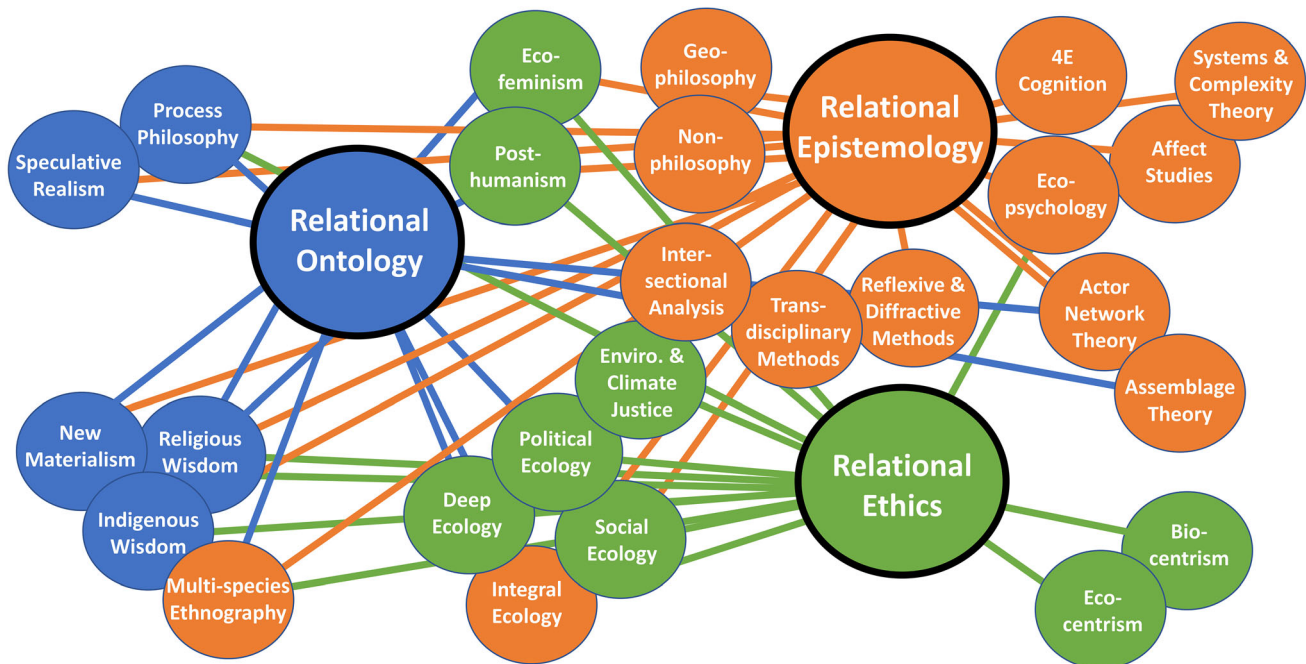 Eco-
feminism
Geo-
philosophy
4E
Cognition
Systems &
Complexity
Theory
Process
Philosophy
Relational
Epistemology
Speculative
Realism
Post-
humanism
Non-
philosophy
Affect
Studies
Eco-
psychology
Relational
Ontology
Inter-
sectional
Analysis
Trans-
disciplinary
Methods
Reflexive &
Diffractive
Methods
Actor
Network
Theory
Enviro. &
Climate
Justice
Assemblage
Theory
New
Materialism
Religious
Wisdom
Political
Ecology
Relational
Ethics
Indigenous
Wisdom
Deep
Ecology
Social
Ecology
Bio-
centrism
Multi-species
Ethnography
Integral
Ecology
Eco-
centrism